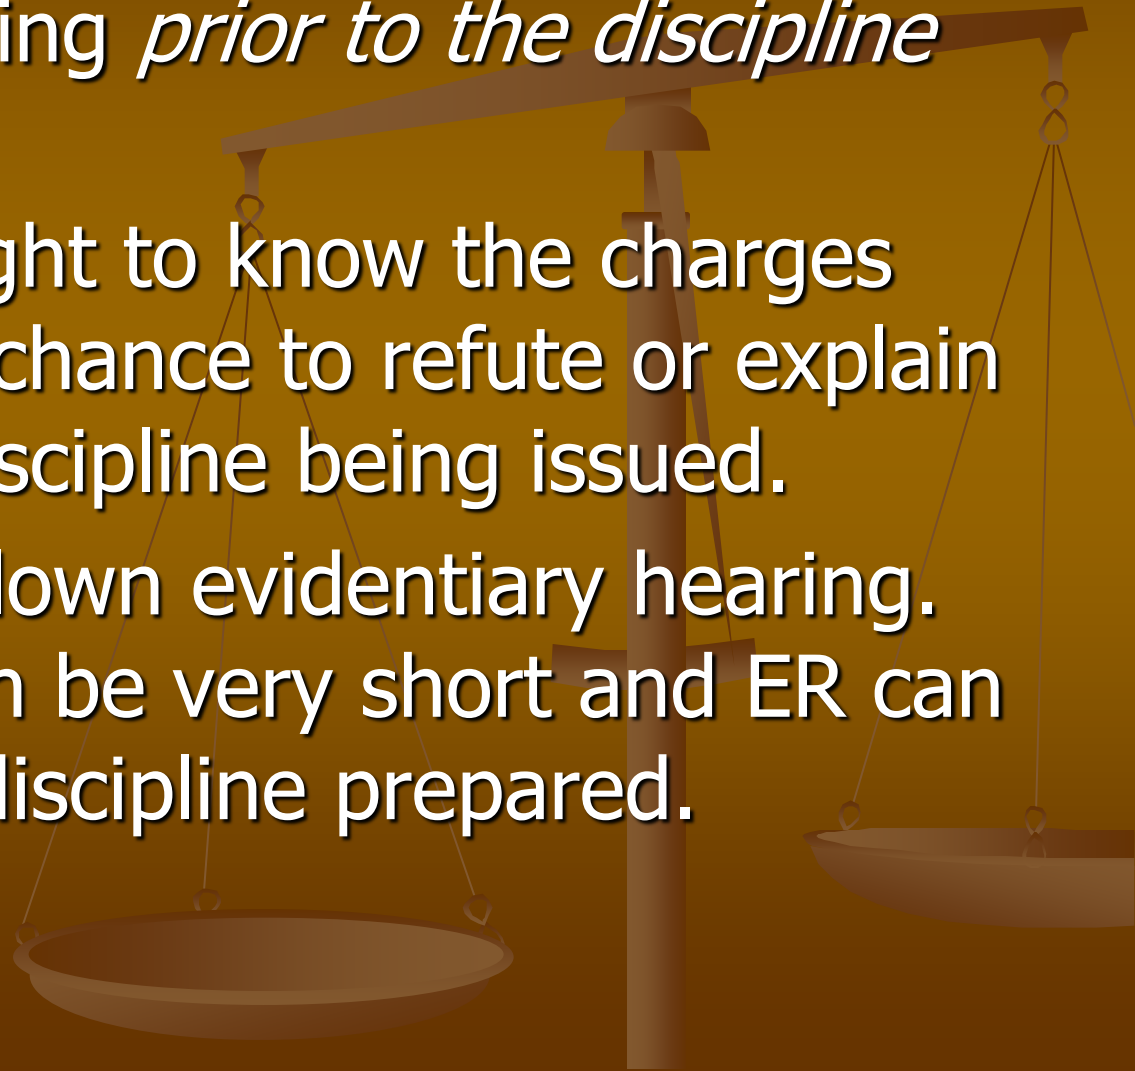 ing prior to the discipline
ght to know the charges
chance to refute or explain
scipline being issued.
down evidentiary hearing.
n be very short and ER can
discipline prepared.